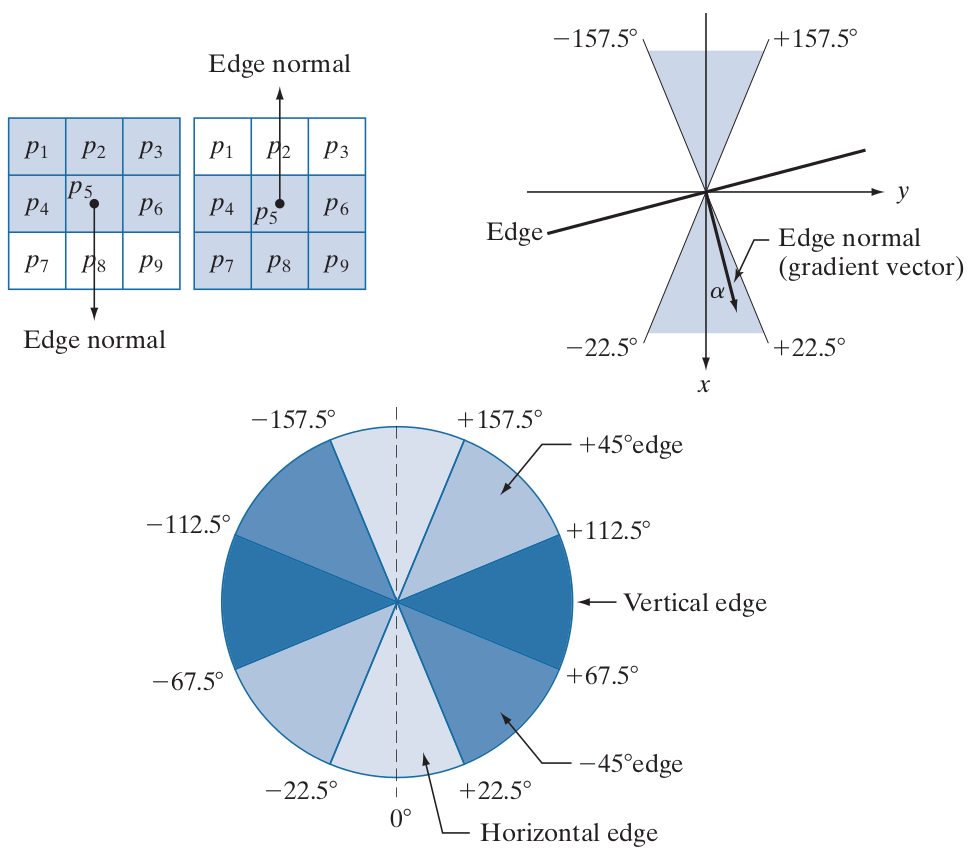 Edge normal
p1 p2 p3
p4 p5 p6
p7 p8 p9
Edge normal
p1 p2 p3
p4 p5 p6
p7 p8 p9
−157.5° +157.5°
y
Edge
Edge normal
(gradient vector)
α
−22.5° +22.5°
x
−157.5° +157.5°
+45°edge
−112.5° +112.5°
Vertical edge
−67.5° +67.5°
−45°edge
−22.5° +22.5°
0°
Horizontal edge